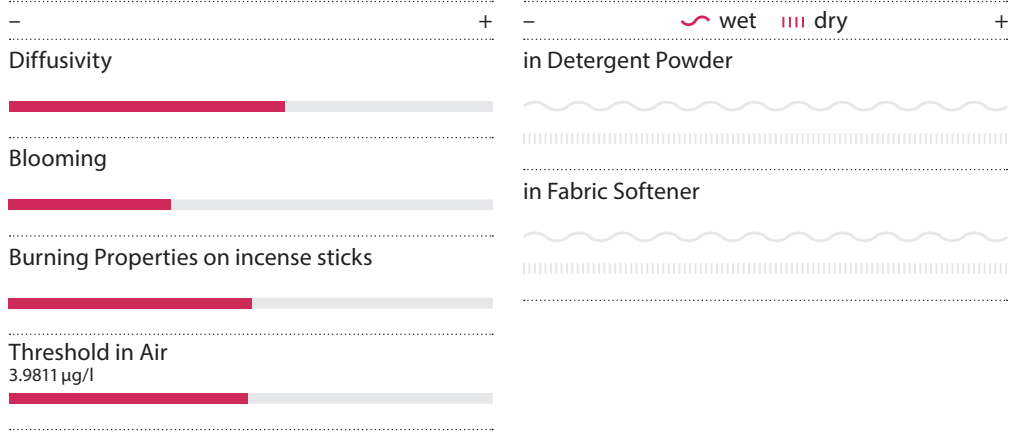 – +
Diffusivity
Blooming
Burning Properties on incense sticks
Threshold in Air
3.9811 µg/l
– wet dry +
in Detergent Powder
in Fabric Softener